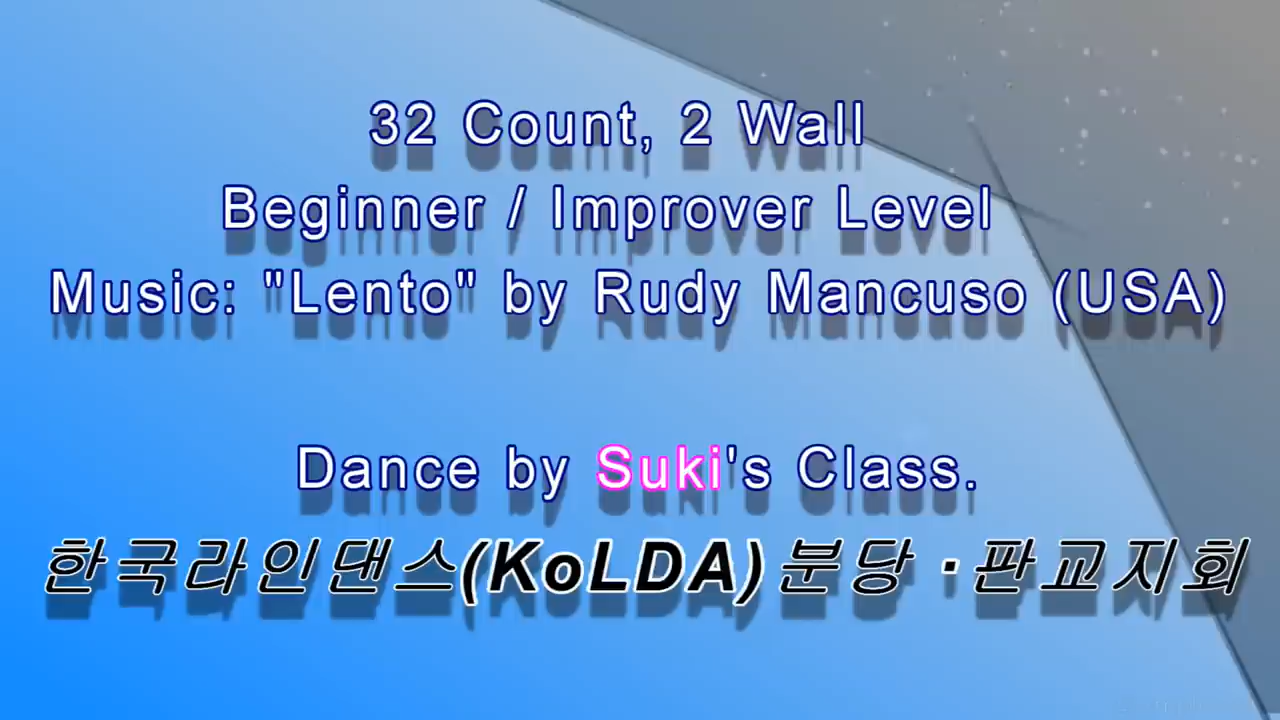 32 Count, 2 Wall
Beginner / Improver Level
Music: "Lento" by Rudy Mancuso (USA)
Dance by Suki's Class.
한국라인댄스(KoLDA)분당 ·판교지회